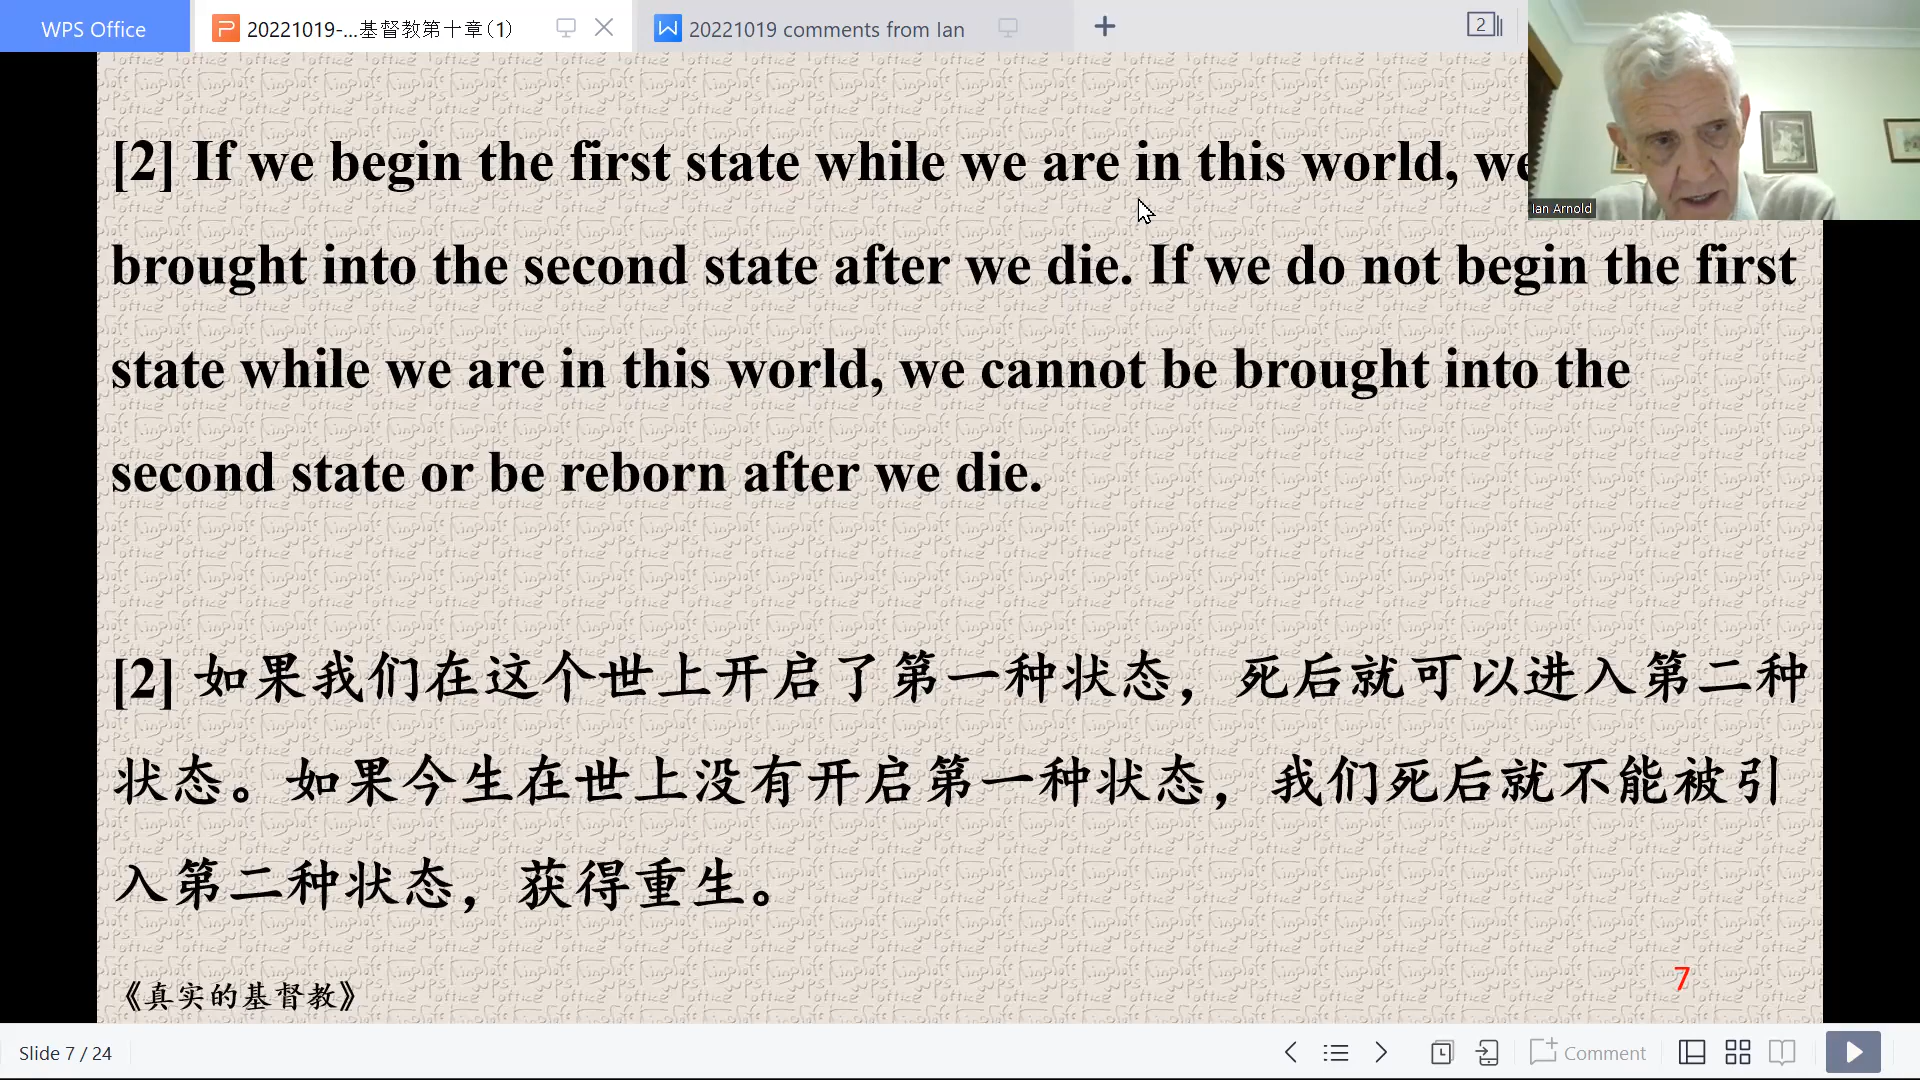 WPS Office
20221019-...基督教第十章(1)
20221019 comments from Ian
2
[2] If we begin the first state while we are in this world, we
brought into the second state after we die. If we do not begin the first
state while we are in this world, we cannot be brought into the
second state or be reborn after we die.
Ian Arnold
[2] 如果我们在这个世上开启了第一种状态，死后就可以进入第二种
状态。如果今生在世上没有开启第一种状态，我们死后就不能被引
入第二种状态，获得重生。
《真实的基督教》
7
Slide 7 / 24
Comment